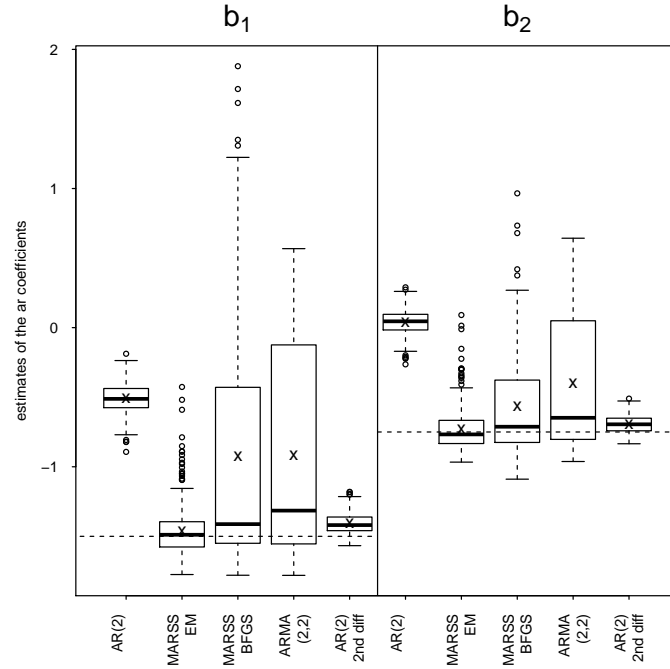 b1 b2
2
1
0
−1
estimates of the ar coefficients
AR(2)
MARSS
EM
MARSS
BFGS
ARMA
(2,2)
AR(2)
2nd diff
AR(2)
MARSS
EM
MARSS
BFGS
ARMA
(2,2)
AR(2)
2nd diff